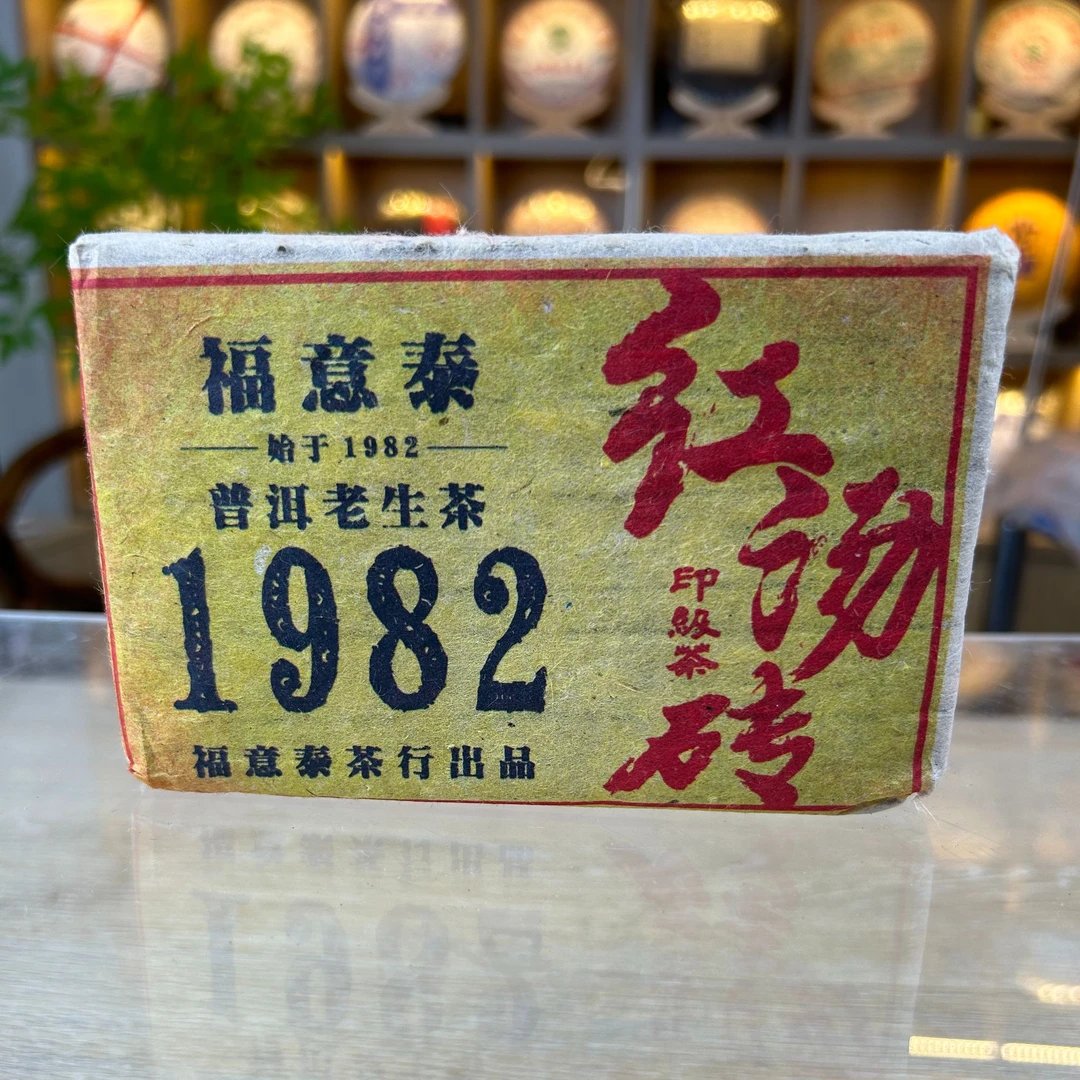 福意泰
始于1982
普洱老生茶
1982
福意泰茶行出品
红
砖
印级茶